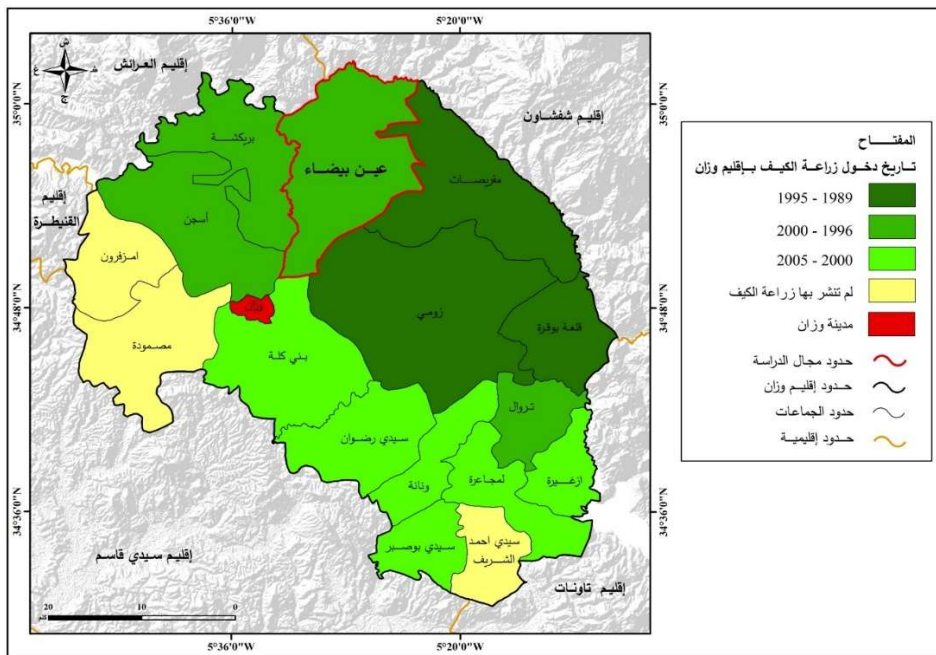 5°36'0"W
5°20'0"W
35°0'0"N
35°0'0"N
34°48'0"N
34°48'0"N
34°36'0"N
34°36'0"N
5°36'0"W
5°20'0"W
ش
غ
ج
إقليم العرائش
إقليم شفشاون
إقليم
القنيطرة
إقليم سيدي قاسم
إقليم تاونات
بريكشة
عين بيضاء
مقريصات
أسجن
امزفرون
مصمودة
وزان
زومي
قلعة بوقرة
بني كلة
تروال
سيدي رضوان
ونانة
لمجاعرة
ازغيرة
سيدي بوصبر
سيدي احمد
الشريف
20
10
0
كم
المفتاح
تاريخ دخول زراعة الكيف بإقليم وزان
1995 - 1989
2000 - 1996
2005 - 2000
لم تنتشر بها زراعة الكيف
مدينة وزان
حدود مجال الدراسة
حدود إقليم وزان
حدود الجماعات
حدود إقليمية